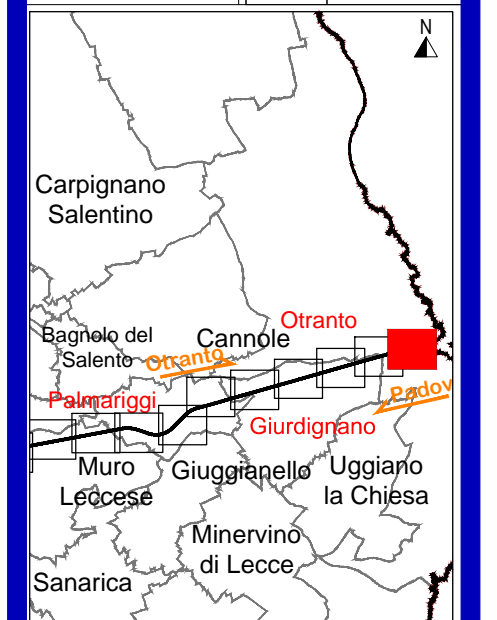 N
Carpignano
Salentino
Otranto
Bagnolo del
Salento
Cannole
Otranto
Padov
Palmariggi
Giurdignano
Muro
Leccese
Giuggianello
Uggiano
la Chiesa
Minervino
di Lecce
Sanarica